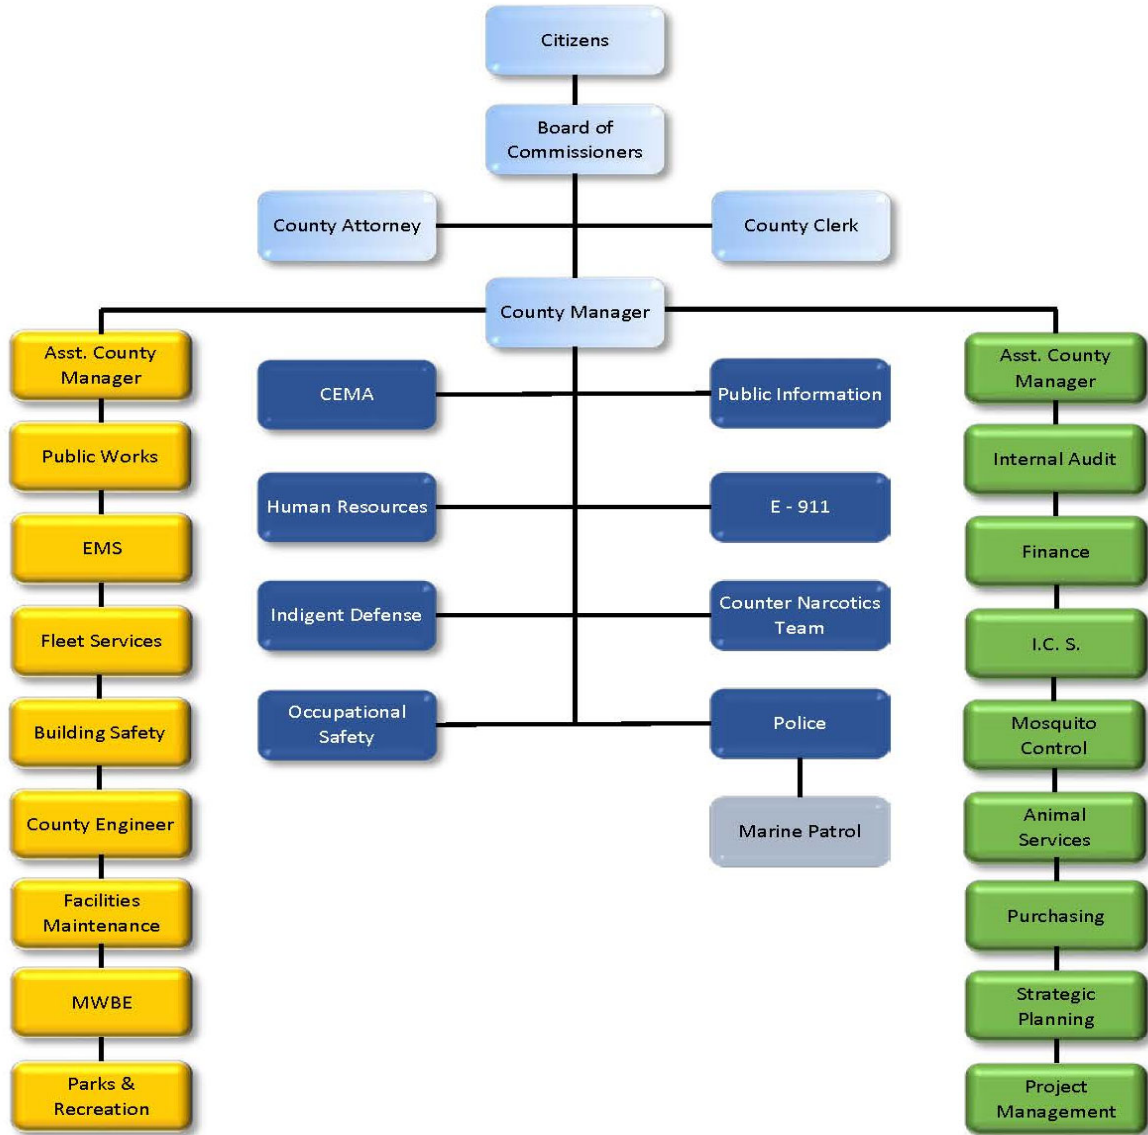 Citizens
Board of
Commissioners
County Attorney
County Clerk
County Manager
Asst. County
Manager
Public Works
EMS
Fleet Services
Building Safety
County Engineer
Facilities
Maintenance
MWBE
Parks &
Recreation
CEMA
Public Information
Human Resources
E - 911
Indigent Defense
Counter Narcotics
Team
Occupational
Safety
Police
Marine Patrol
Asst. County
Manager
Internal Audit
Finance
I.C. S.
Mosquito
Control
Animal
Services
Purchasing
Strategic
Planning
Project
Management